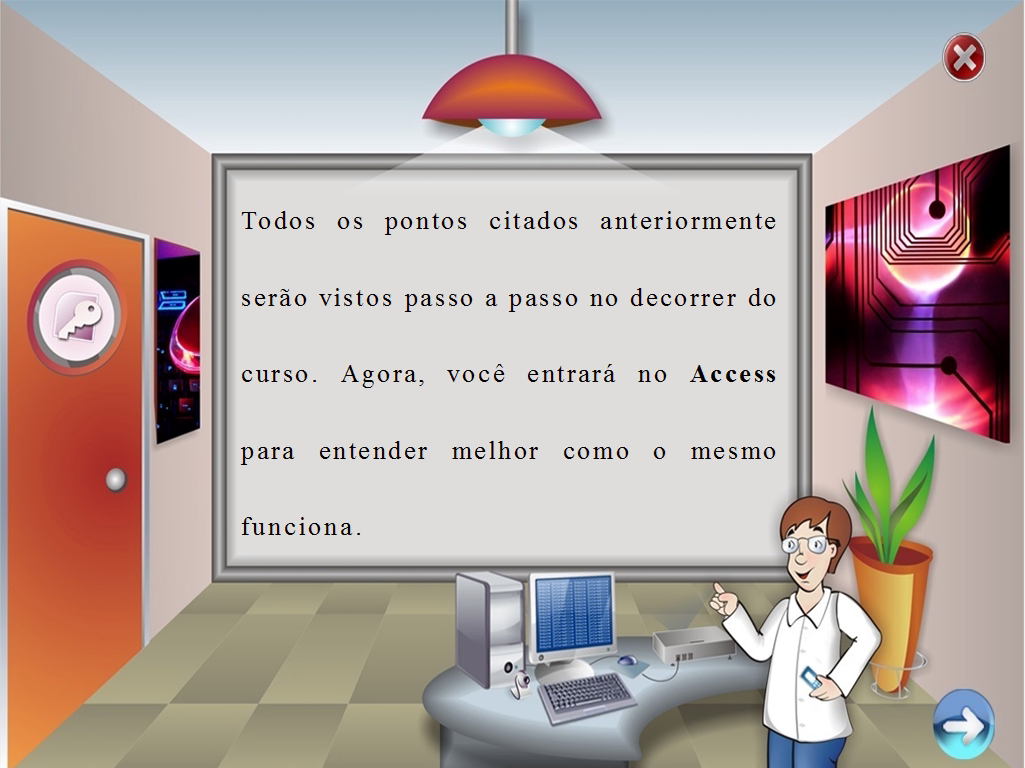 Todos os pontos citados anteriormente
serão vistos passo a passo no decorrer do
curso. Agora, você entrará no Access
para entender melhor como o mesmo
funciona.